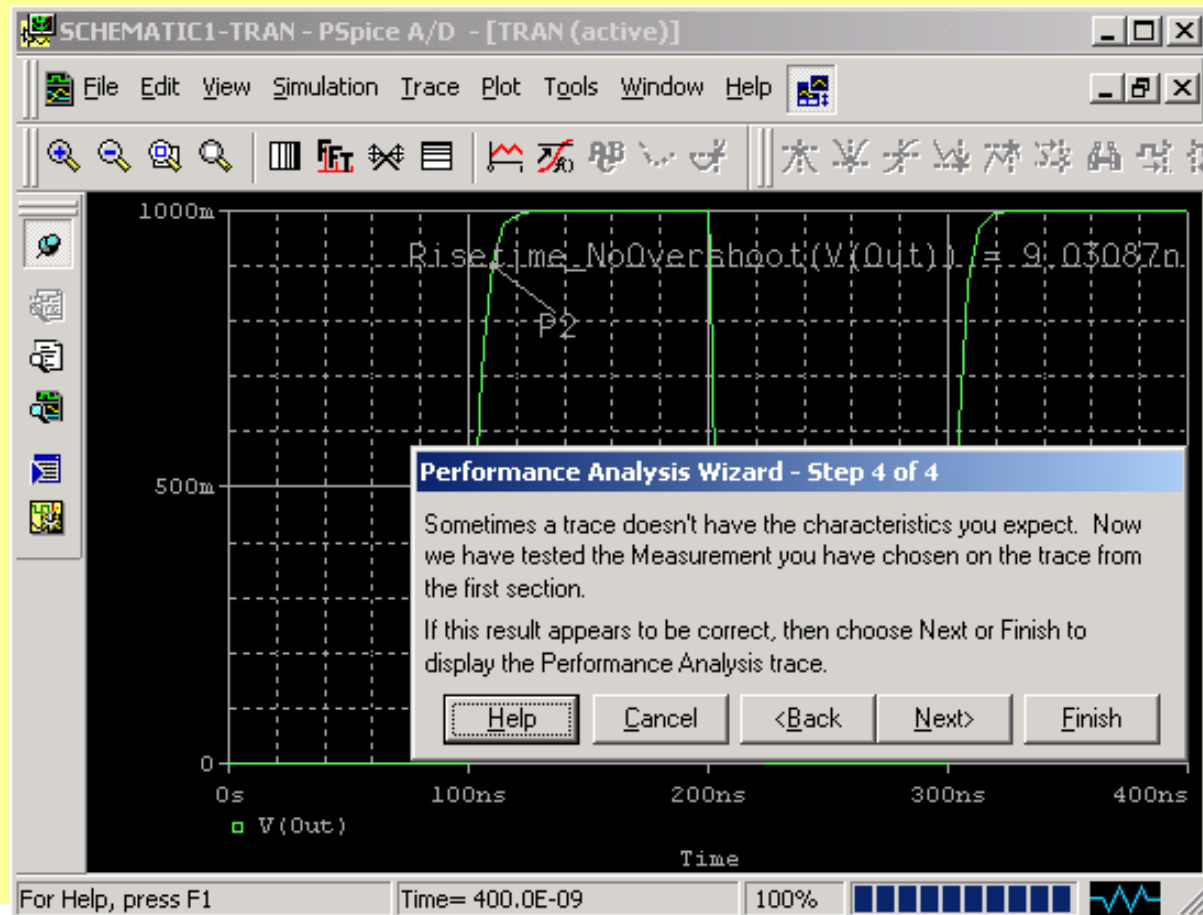 SCHEMATIC1-TRAN - PSpice A/D - [TRAN (active)]
File Edit View Simulation Trace Plot Tools Window Help
FFT
1000m
Risetime_NoOvershoot(V(Out)) = 9.03087n
P2
500m
Performance Analysis Wizard - Step 4 of 4
Sometimes a trace doesn't have the characteristics you expect. Now
we have tested the Measurement you have chosen on the trace from
the first section.
If this result appears to be correct, then choose Next or Finish to
display the Performance Analysis trace.
Help Cancel <Back Next> Finish
0
0s 100ns 200ns 300ns 400ns
V(Out)
Time
For Help, press F1 Time= 400.0E-09 100%